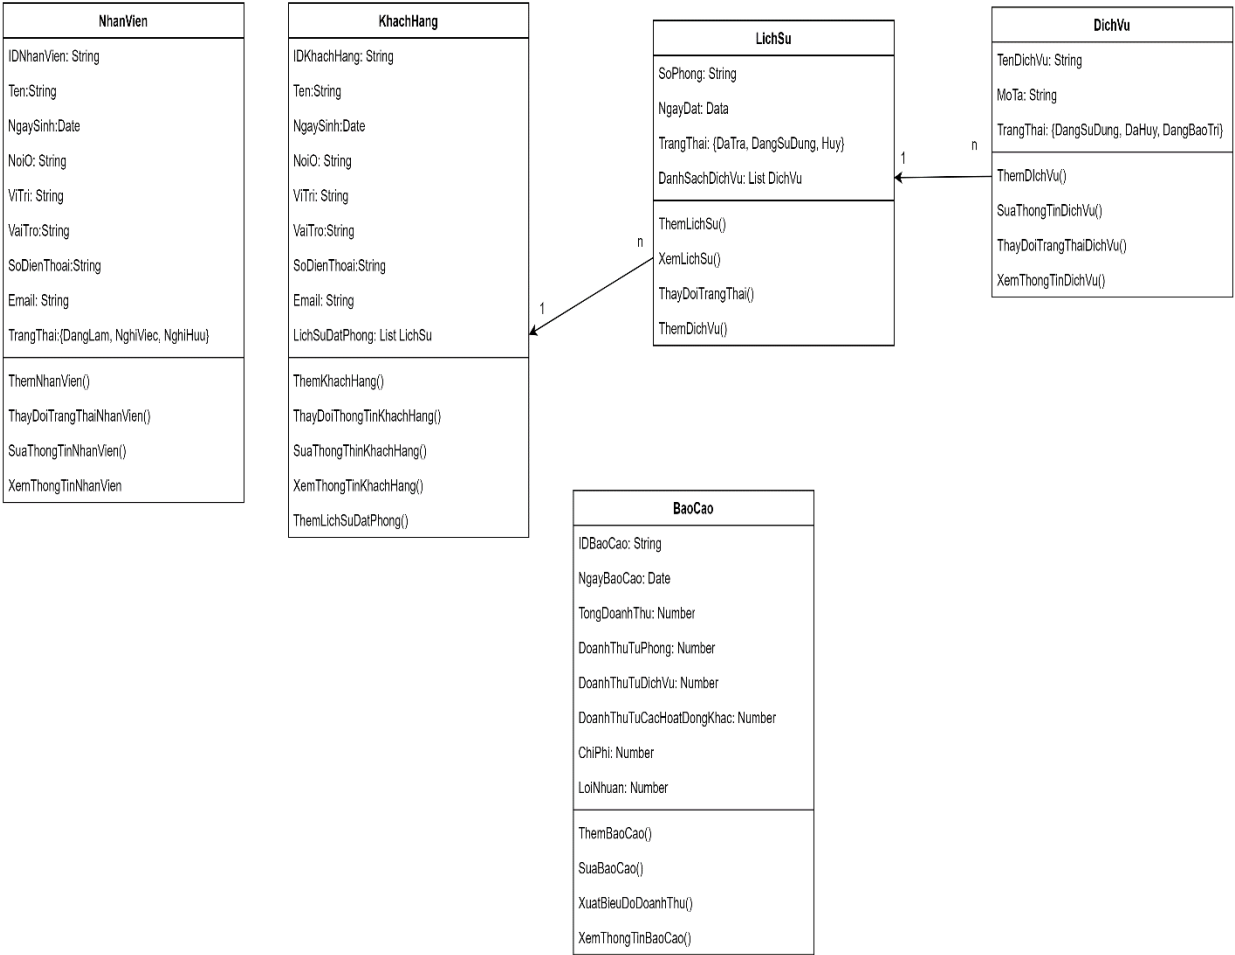 NhanVien
IDNhanVien: String
Ten:String
NgaySinh:Date
NoiO: String
ViTri: String
VaiTro:String
SoDienThoai:String
Email: String
TrangThai:{DangLam, NghiViec, NghiHuu}
ThemNhanVien()
ThayDoiTrangThaiNhanVien()
SuaThongTinNhanVien()
XemThongTinNhanVien
KhachHang
IDKhachHang: String
Ten:String
NgaySinh:Date
NoiO: String
ViTri: String
VaiTro:String
SoDienThoai:String
Email: String
LichSuDatPhong: List LichSu
ThemKhachHang()
ThayDoiThongTinKhachHang()
SuaThongThinKhachHang()
XemThongTinKhachHang()
ThemLichSuDatPhong()
1
n
LichSu
SoPhong: String
NgayDat: Data
TrangThai: {DaTra, DangSuDung, Huy}
DanhSachDichVu: List DichVu
ThemLichSu()
XemLichSu()
ThayDoiTrangThai()
ThemDichVu()
1
n
DichVu
TenDichVu: String
MoTa: String
TrangThai: {DangSuDung, DaHuy, DangBaoTri}
ThemDIchVu()
SuaThongTinDichVu()
ThayDoiTrangThaiDichVu()
XemThongTinDichVu()
BaoCao
IDBaoCao: String
NgayBaoCao: Date
TongDoanhThu: Number
DoanhThuTuPhong: Number
DoanhThuTuDichVu: Number
DoanhThuTuCacHoatDongKhac: Number
ChiPhi: Number
LoiNhuan: Number
ThemBaoCao()
SuaBaoCao()
XuatBieuDoDoanhThu()
XemThongTinBaoCao()